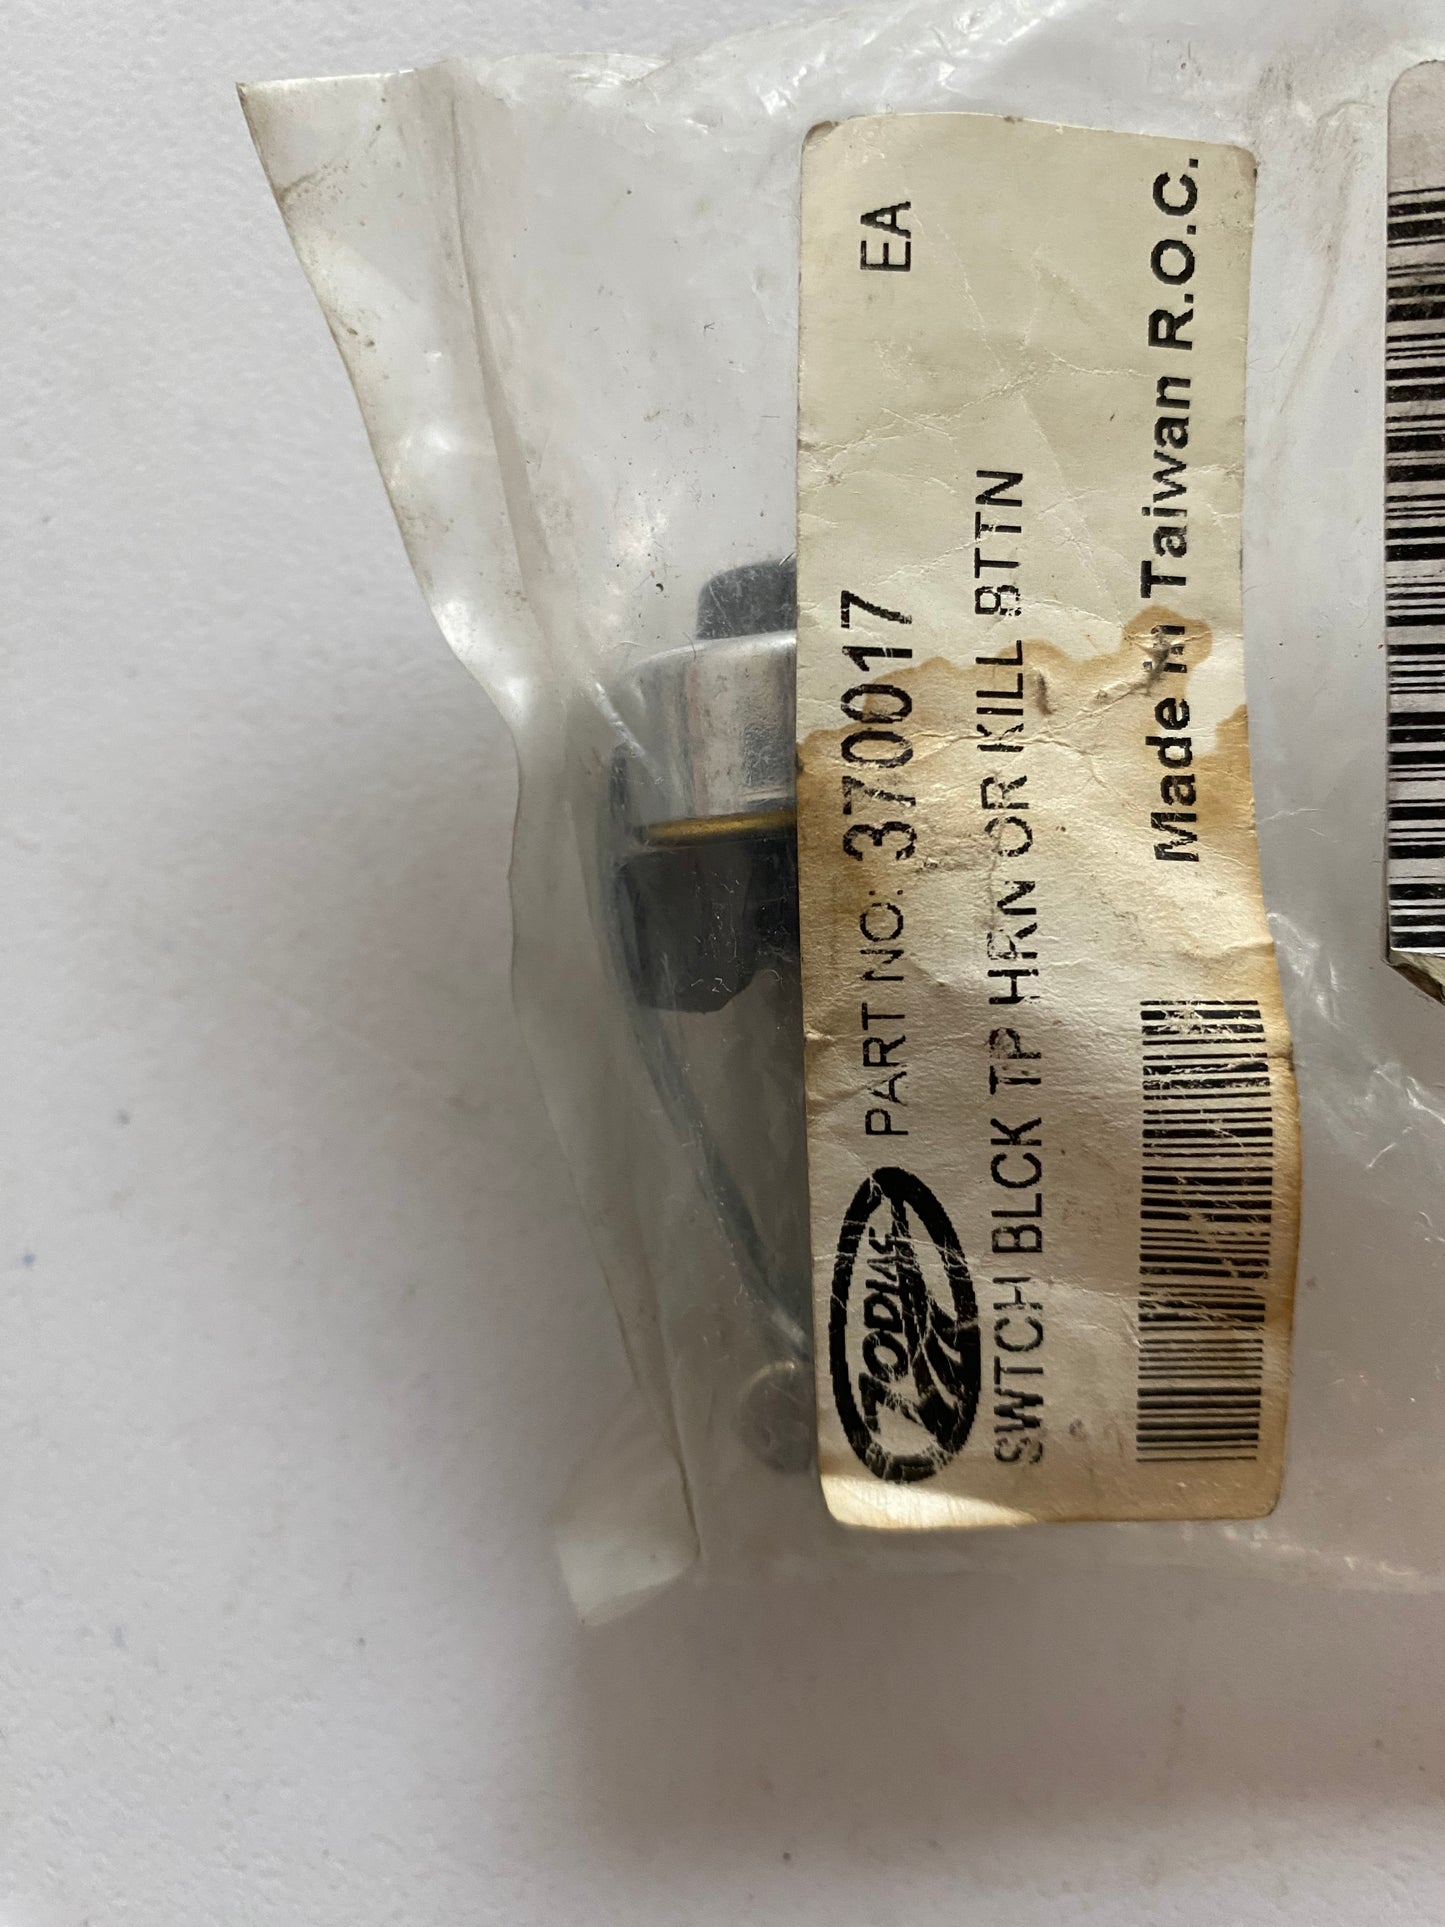 PART NO: 370017 EA
ZODIAC
SWTCH BLCK TP HRN OR KILL BTTN
Made in Taiwan R.O.C.